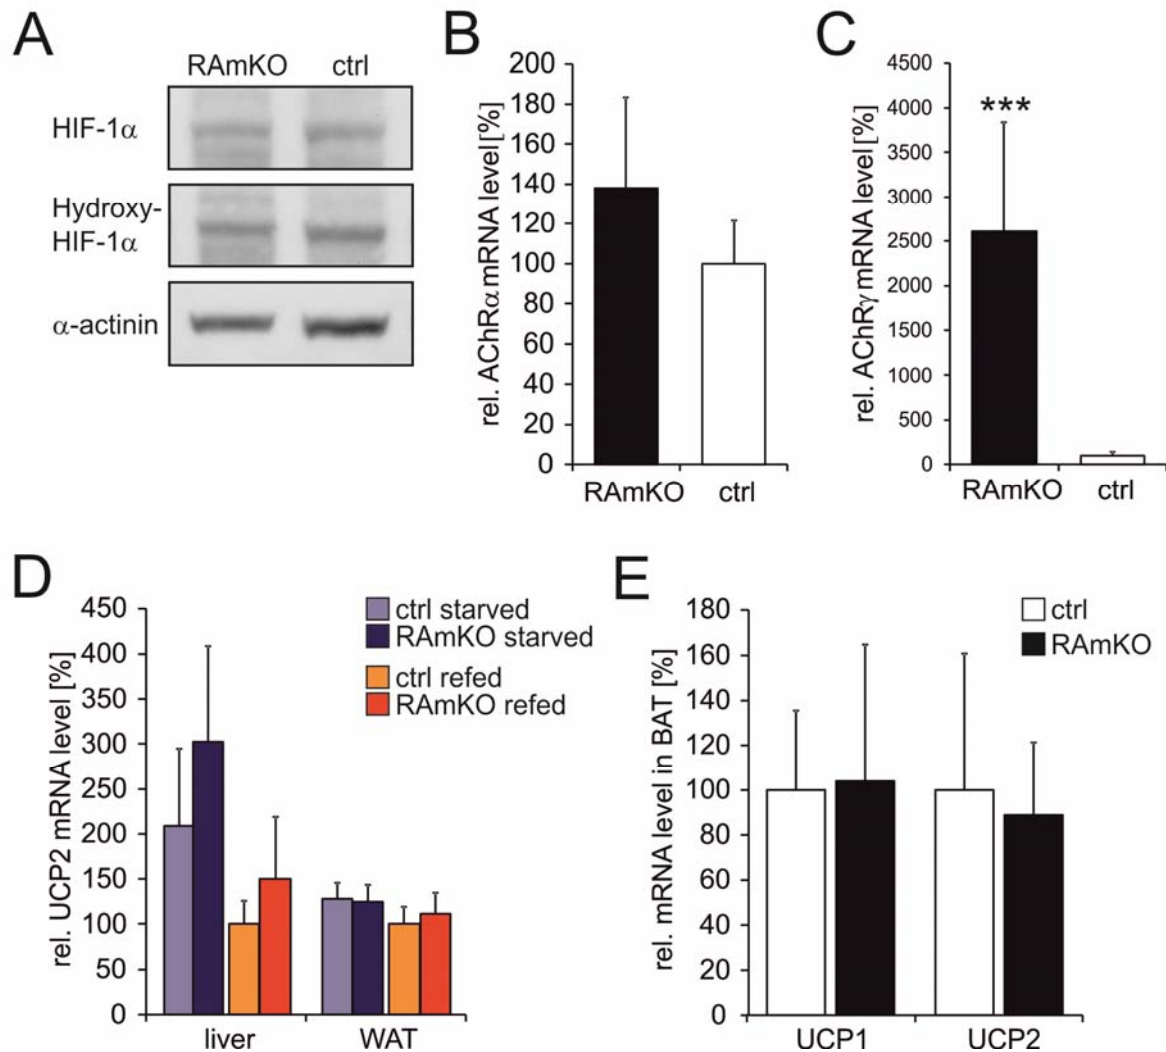 A
RAmKO ctrl
HIF-1α
Hydroxy-
HIF-1α
α-actinin
B
rel. AChRα mRNA level [%]
200
180
160
140
120
100
80
60
40
20
0
RAmKO ctrl
C
rel. AChRγ mRNA level [%]
4500
4000
3500
3000
2500
2000
1500
1000
500
0
***
RAmKO ctrl
D
rel. UCP2 mRNA level [%]
450
400
350
300
250
200
150
100
50
0
ctrl starved
RAmKO starved
ctrl refed
RAmKO refed
liver WAT
E
rel. mRNA level in BAT [%]
180
160
140
120
100
80
60
40
20
0
ctrl
RAmKO
UCP1 UCP2